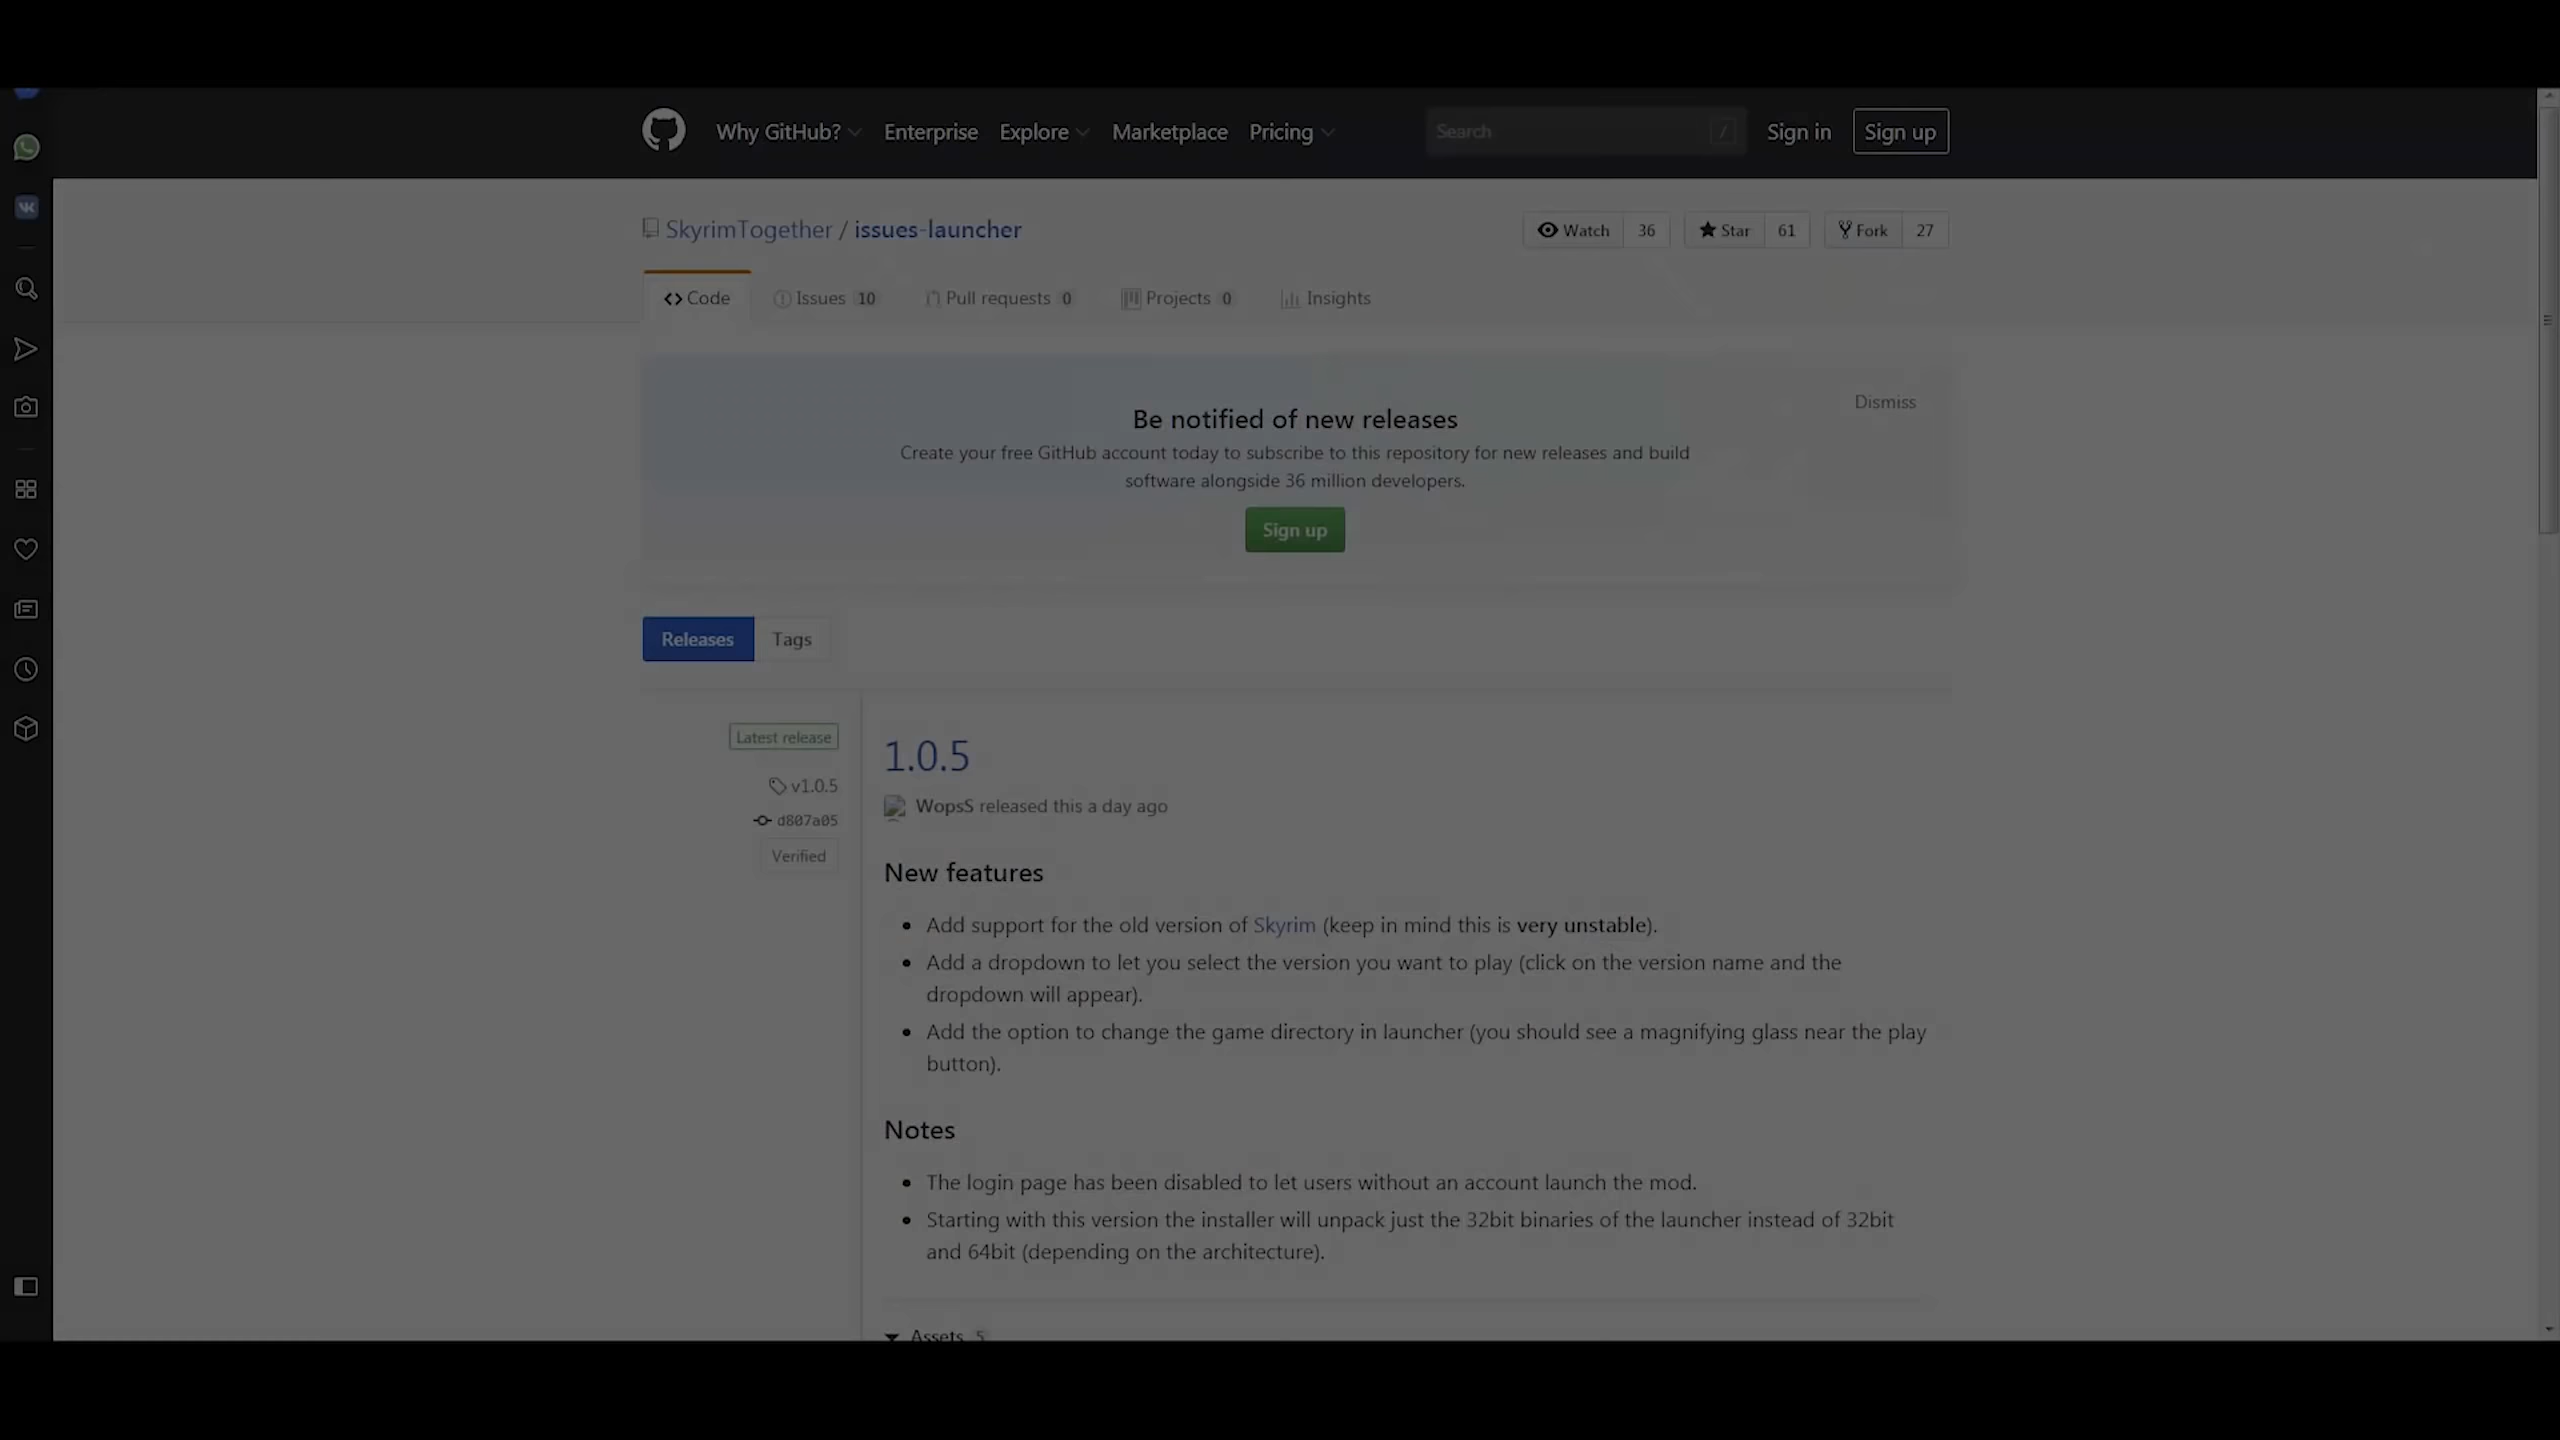 Why GitHub? Enterprise Explore Marketplace Pricing Search / Sign in Sign up
SkyrimTogether / issues-launcher Watch 36 Star 61 Fork 27
Code Issues 10 Pull requests 0 Projects 0 Insights
Dismiss
Be notified of new releases
Create your free GitHub account today to subscribe to this repository for new releases and build
software alongside 36 million developers.
Sign up
Releases Tags
Latest release
v1.0.5
d807a05
Verified
1.0.5
WopsS released this a day ago
New features
Add support for the old version of Skyrim (keep in mind this is very unstable).
Add a dropdown to let you select the version you want to play (click on the version name and the
dropdown will appear).
Add the option to change the game directory in launcher (you should see a magnifying glass near the play
button).
Notes
The login page has been disabled to let users without an account launch the mod.
Starting with this version the installer will unpack just the 32bit binaries of the launcher instead of 32bit
and 64bit (depending on the architecture).
Assets 5